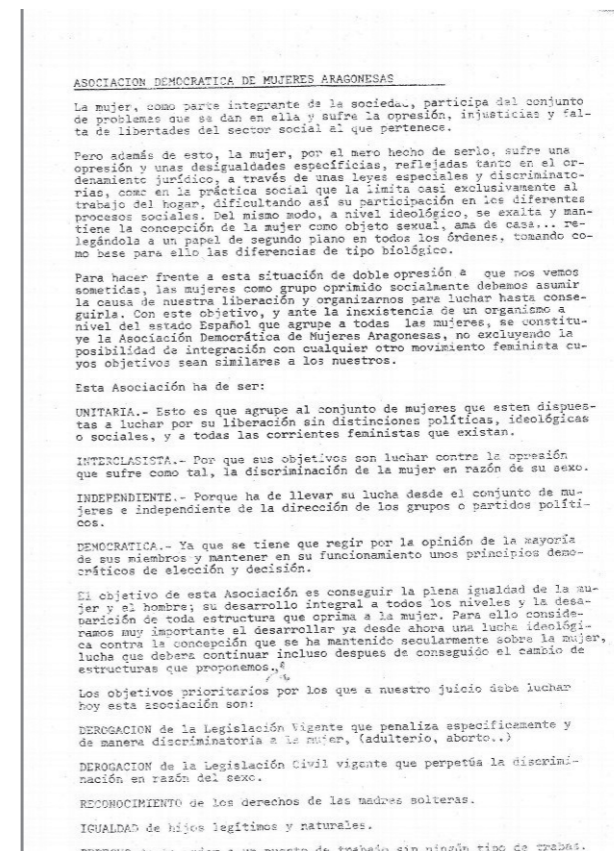 ASOCIACION DEMOCRATICA DE MUJERES ARAGONESAS
La mujer, como parte integrante de la sociedad, participa del conjunto
de problemas que se dan en ella y sufre la opresión, injusticias y fal-
ta de libertades del sector social al que pertenece.
Pero además de esto, la mujer, por el mero hecho de serlo, sufre una
opresión y unas desigualdades específicias, reflejadas tanto en el or-
denamiento jurídico, a través de unas leyes especiales y discriminato-
rias, como en la práctica social que la limita casi exclusivamente al
trabajo del hogar, dificultando así su participación en los diferentes
procesos sociales. Del mismo modo, a nivel ideológico, se exalta y man-
tiene la concepción de la mujer como objeto sexual, ama de casa... re-
legándola a un papel de segundo plano en todos los órdenes, tomando co-
mo base para ello las diferencias de tipo biológico.
Para hacer frente a esta situación de doble opresión a que nos vemos
sometidas, las mujeres como grupo oprimido socialmente debemos asumir
la causa de nuestra liberación y organizarnos para luchar hasta conse-
guirla. Con este objetivo, y ante la inexistencia de un organismo a
nivel del estado Español que agrupe a todas las mujeres, se constitu-
ye la Asociación Democrática de Mujeres Aragonesas, no excluyendo la
posibilidad de integración con cualquier otro movimiento feminista cu-
yos objetivos sean similares a los nuestros.
Esta Asociación ha de ser:
UNITARIA.- Esto es que agrupe al conjunto de mujeres que esten dispues-
tas a luchar por su liberación sin distinciones políticas, ideológicas
o sociales, y a todas las corrientes feministas que existan.
INTERCLASISTA.- Por que sus objetivos son luchar contra la opresión
que sufre como tal, la discriminación de la mujer en razón de su sexo.
INDEPENDIENTE.- Porque ha de llevar su lucha desde el conjunto de mu-
jeres e independiente de la dirección de los grupos o partidos políti-
cos.
DEMOCRATICA.- Ya que se tiene que regir por la opinión de la mayoría
de sus miembros y mantener en su funcionamiento unos principios demo-
cráticos de elección y decisión.
El objetivo de esta Asociación es conseguir la plena igualdad de la mu-
jer y el hombre; su desarrollo integral a todos los niveles y la desa-
parición de toda estructura que oprima a la mujer. Para ello conside-
ramos muy importante el desarrollar ya desde ahora una lucha ideológi-
ca contra la concepción que se ha mantenido secularmente sobre la mujer,
lucha que debera continuar incluso despues de conseguido el cambio de
estructuras que proponemos.
Los objetivos prioritarios por los que a nuestro juicio debe luchar
hoy esta asociación son:
DEROGACION de la Legislación Vigente que penaliza especificamente y
de manera discriminatoria a la mujer, (adulterio, aborto..)
DEROGACION de la Legislación Civil vigente que perpetúa la discrimi-
nación en razón del sexo.
RECONOCIMIENTO de los derechos de las madres solteras.
IGUALDAD de hijos legítimos y naturales.
a un puesto de trabajo sin ningún tipo de trabas.